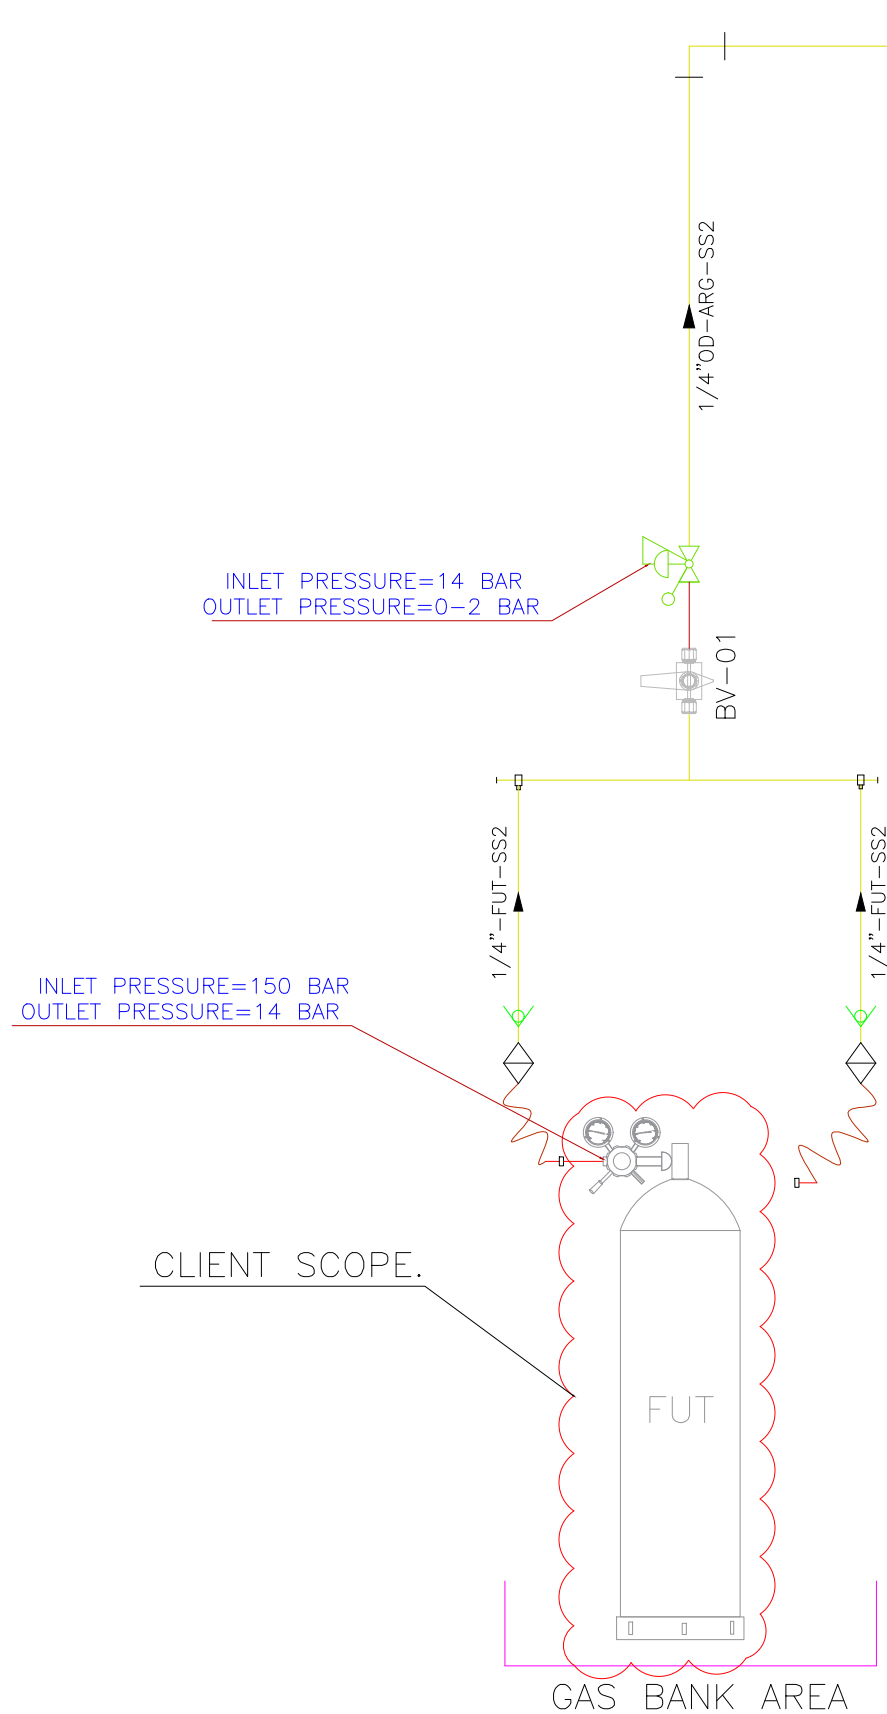 1/4"OD-ARG-SS2
INLET PRESSURE=14 BAR
OUTLET PRESSURE=0-2 BAR
BV-01
1/4"-FUT-SS2
1/4"-FUT-SS2
INLET PRESSURE=150 BAR
OUTLET PRESSURE=14 BAR
CLIENT SCOPE.
FUT
GAS BANK AREA